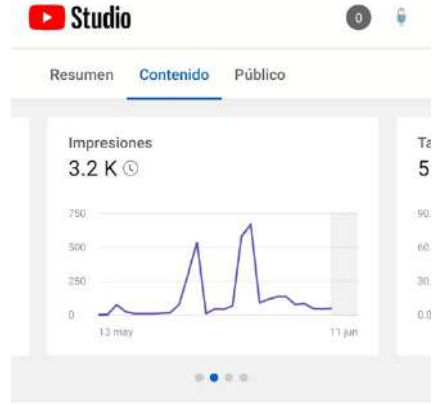 Studio
0
Resumen Contenido Público
Impresiones
3.2 K
750
500
250
0
13 may 11 jun
Ta
5
90.
60.
30.
0.0